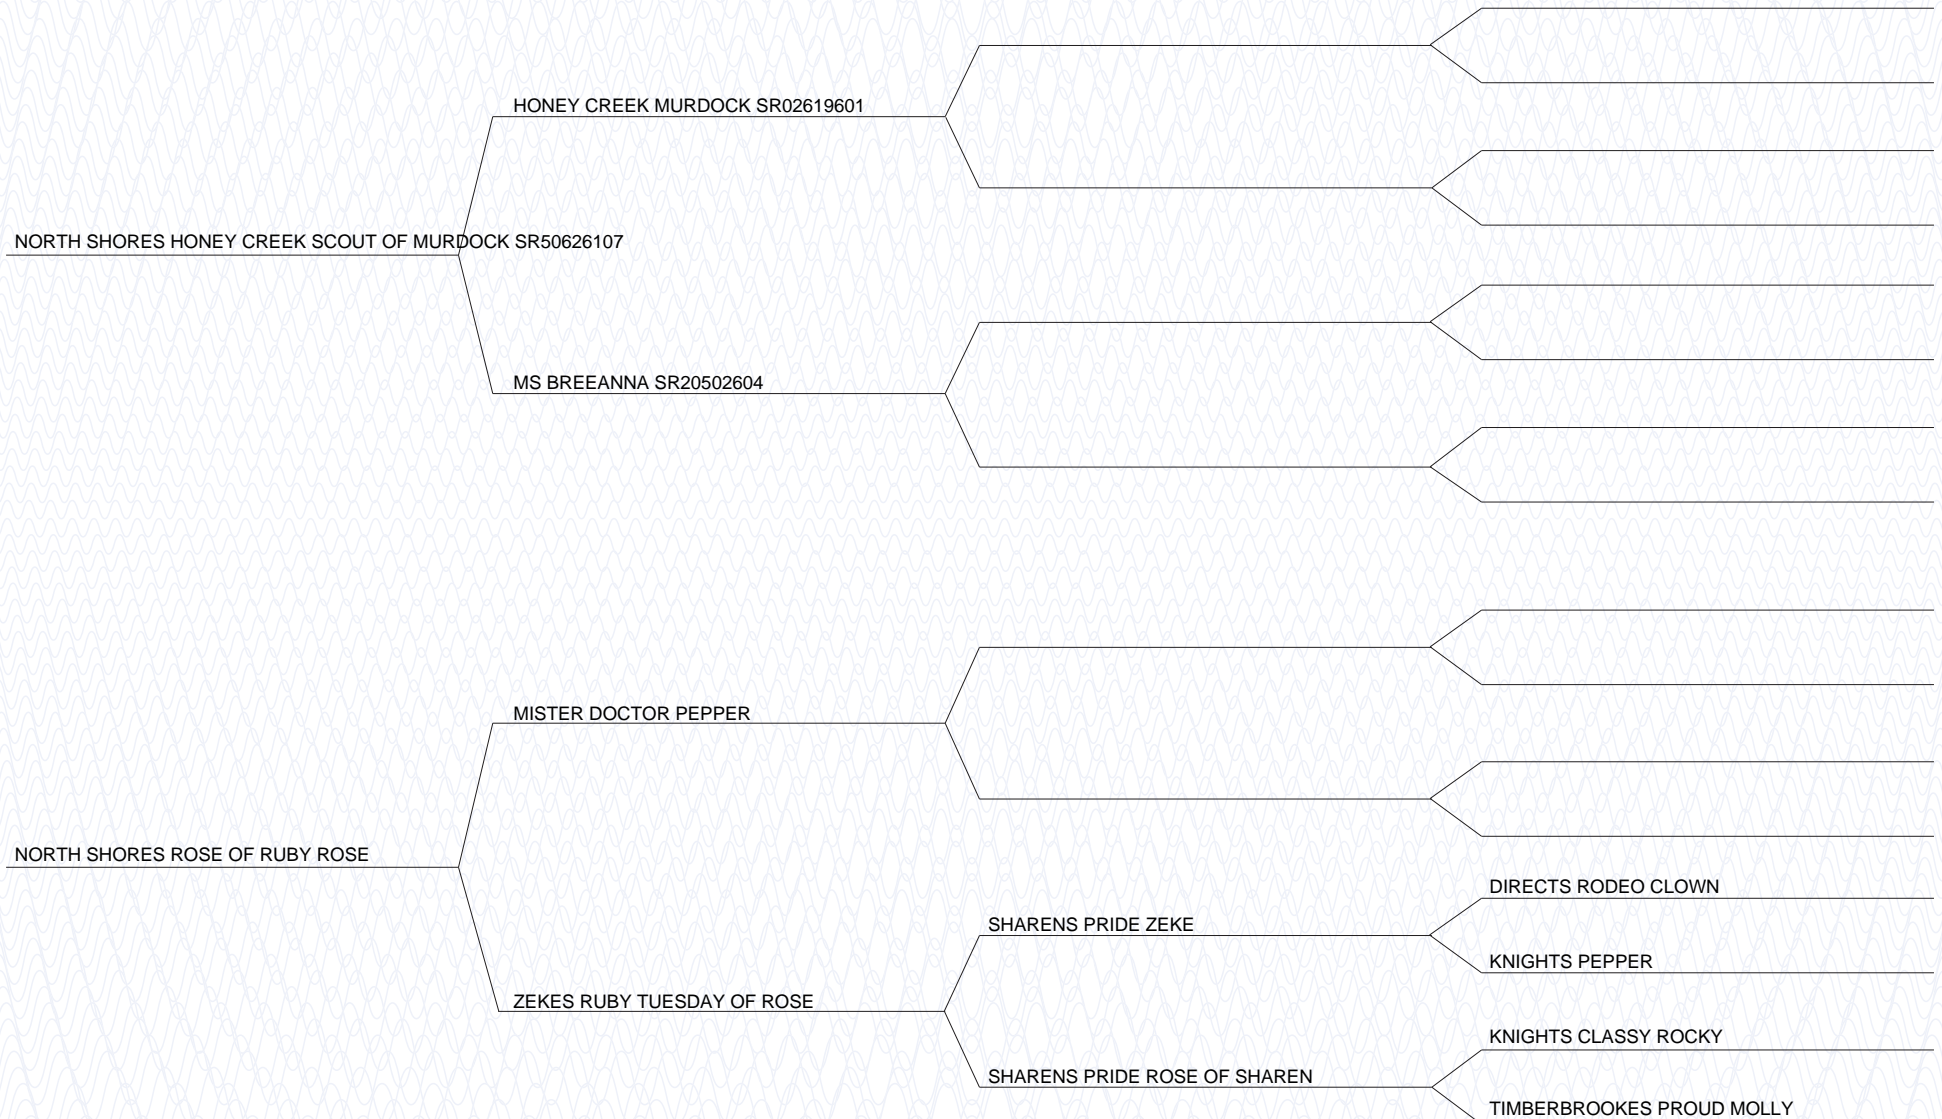 HONEY CREEK MURDOCK SR02619601
NORTH SHORES HONEY CREEK SCOUT OF MURDOCK SR50626107
MS BREEANNA SR20502604
MISTER DOCTOR PEPPER
NORTH SHORES ROSE OF RUBY ROSE
DIRECTS RODEO CLOWN
SHARENS PRIDE ZEKE
KNIGHTS PEPPER
ZEKES RUBY TUESDAY OF ROSE
KNIGHTS CLASSY ROCKY
SHARENS PRIDE ROSE OF SHAREN
TIMBERBROOKES PROUD MOLLY